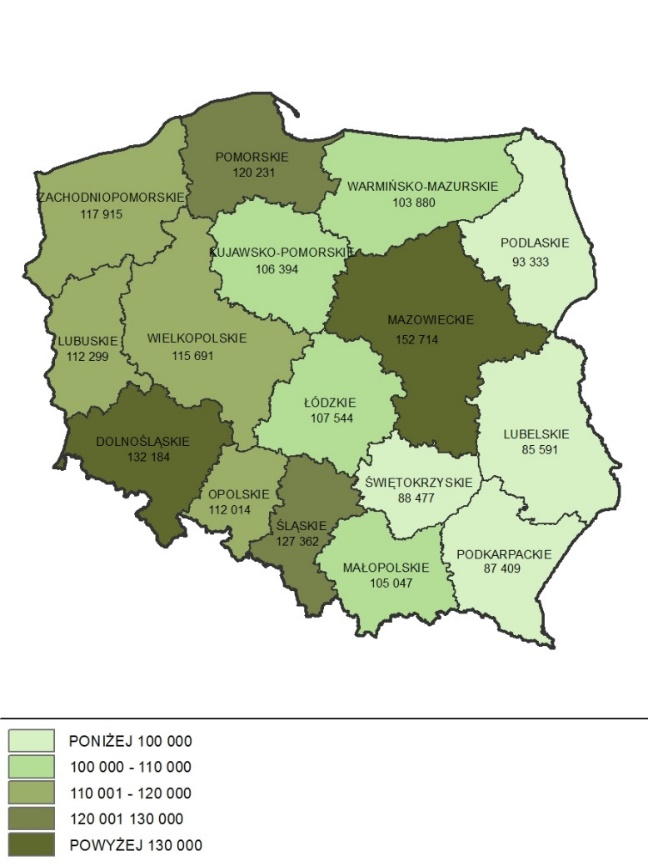 POMORSKIE
120 231
ZACHODNIOPOMORSKIE
117 915
WARMIŃSKO-MAZURSKIE
103 880
PODLASKIE
93 333
KUJAWSKO-POMORSKIE
106 394
MAZOWIECKIE
152 714
LUBUSKIE
112 299
WIELKOPOLSKIE
115 691
ŁÓDZKIE
107 544
DOLNOŚLĄSKIE
132 184
LUBELSKIE
85 591
OPOLSKIE
112 014
ŚWIĘTOKRZYSKIE
88 477
ŚLĄSKIE
127 362
MAŁOPOLSKIE
105 047
PODKARPACKIE
87 409
PONIŻEJ 100 000
100 000 - 110 000
110 001 - 120 000
120 001 130 000
POWYŻEJ 130 000